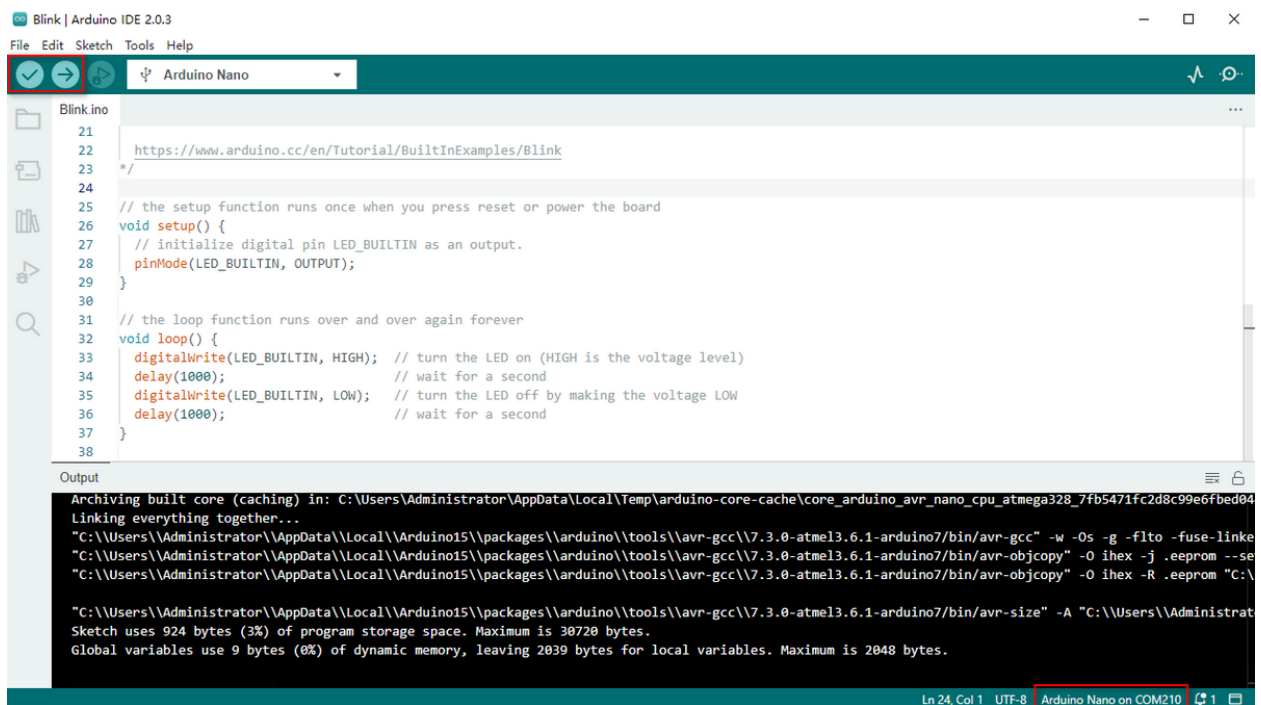 Blink | Arduino IDE 2.0.3
File Edit Sketch Tools Help
Arduino Nano
Blink.ino
21
22 https://www.arduino.cc/en/Tutorial/BuiltInExamples/Blink
23 */
24
25 // the setup function runs once when you press reset or power the board
26 void setup() {
27 // initialize digital pin LED_BUILTIN as an output.
28 pinMode(LED_BUILTIN, OUTPUT);
29 }
30
31 // the loop function runs over and over again forever
32 void loop() {
33 digitalWrite(LED_BUILTIN, HIGH); // turn the LED on (HIGH is the voltage level)
34 delay(1000); // wait for a second
35 digitalWrite(LED_BUILTIN, LOW); // turn the LED off by making the voltage LOW
36 delay(1000); // wait for a second
37 }
38
Output
Archiving built core (caching) in: C:\Users\Administrator\AppData\Local\Temp\arduino-core-cache\core_arduino_avr_nano_cpu_atmega328_7fb5471fc2d8c99e6fbed04
Linking everything together...
"C:\\Users\\Administrator\\AppData\\Local\\Arduino15\\packages\\arduino\\tools\\avr-gcc\\7.3.0-atmel3.6.1-arduino7/bin/avr-gcc" -w -Os -g -flto -fuse-linke
"C:\\Users\\Administrator\\AppData\\Local\\Arduino15\\packages\\arduino\\tools\\avr-gcc\\7.3.0-atmel3.6.1-arduino7/bin/avr-objcopy" -O ihex -j .eeprom --se
"C:\\Users\\Administrator\\AppData\\Local\\Arduino15\\packages\\arduino\\tools\\avr-gcc\\7.3.0-atmel3.6.1-arduino7/bin/avr-objcopy" -O ihex -R .eeprom "C:\
"C:\\Users\\Administrator\\AppData\\Local\\Arduino15\\packages\\arduino\\tools\\avr-gcc\\7.3.0-atmel3.6.1-arduino7/bin/avr-size" -A "C:\\Users\\Administrat
Sketch uses 924 bytes (3%) of program storage space. Maximum is 30720 bytes.
Global variables use 9 bytes (0%) of dynamic memory, leaving 2039 bytes for local variables. Maximum is 2048 bytes.
Ln 24, Col 1 UTF-8 Arduino Nano on COM210 1